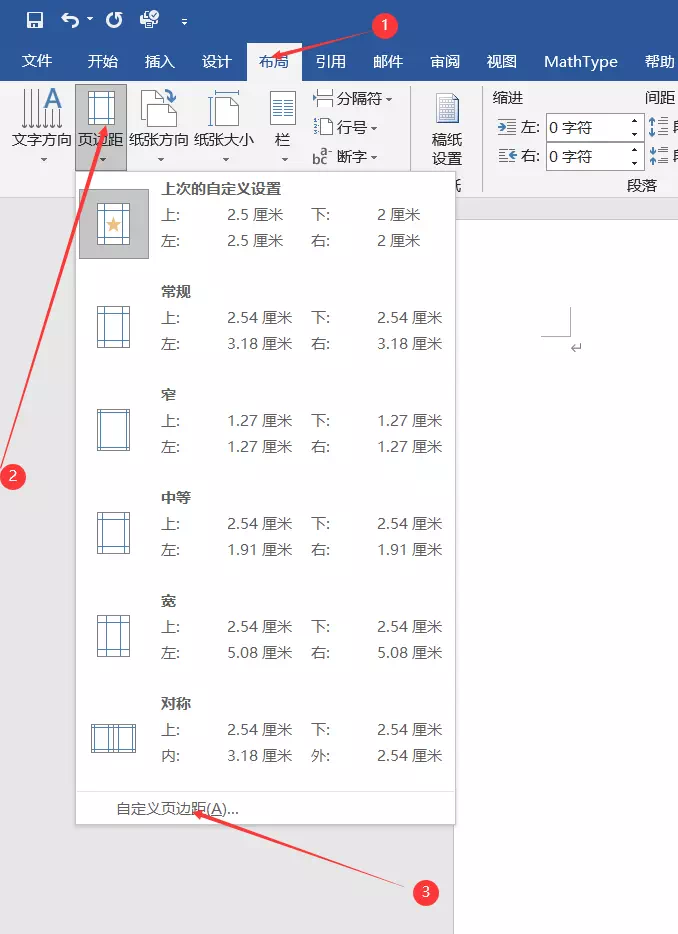 1
文件 开始 插入 设计 布局 引用 邮件 审阅 视图 MathType 帮助
文字方向 页边距 纸张方向 纸张大小 栏
分隔符
行号
bc a- 断字
稿纸
设置
缩进 间距
左: 0 字符
右: 0 字符
段落
上次的自定义设置
上: 2.5 厘米 下: 2 厘米
左: 2.5 厘米 右: 2 厘米
常规
上: 2.54 厘米 下: 2.54 厘米
左: 3.18 厘米 右: 3.18 厘米
窄
上: 1.27 厘米 下: 1.27 厘米
左: 1.27 厘米 右: 1.27 厘米
2
中等
上: 2.54 厘米 下: 2.54 厘米
左: 1.91 厘米 右: 1.91 厘米
宽
上: 2.54 厘米 下: 2.54 厘米
左: 5.08 厘米 右: 5.08 厘米
对称
上: 2.54 厘米 下: 2.54 厘米
内: 3.18 厘米 外: 2.54 厘米
自定义页边距(A)...
3